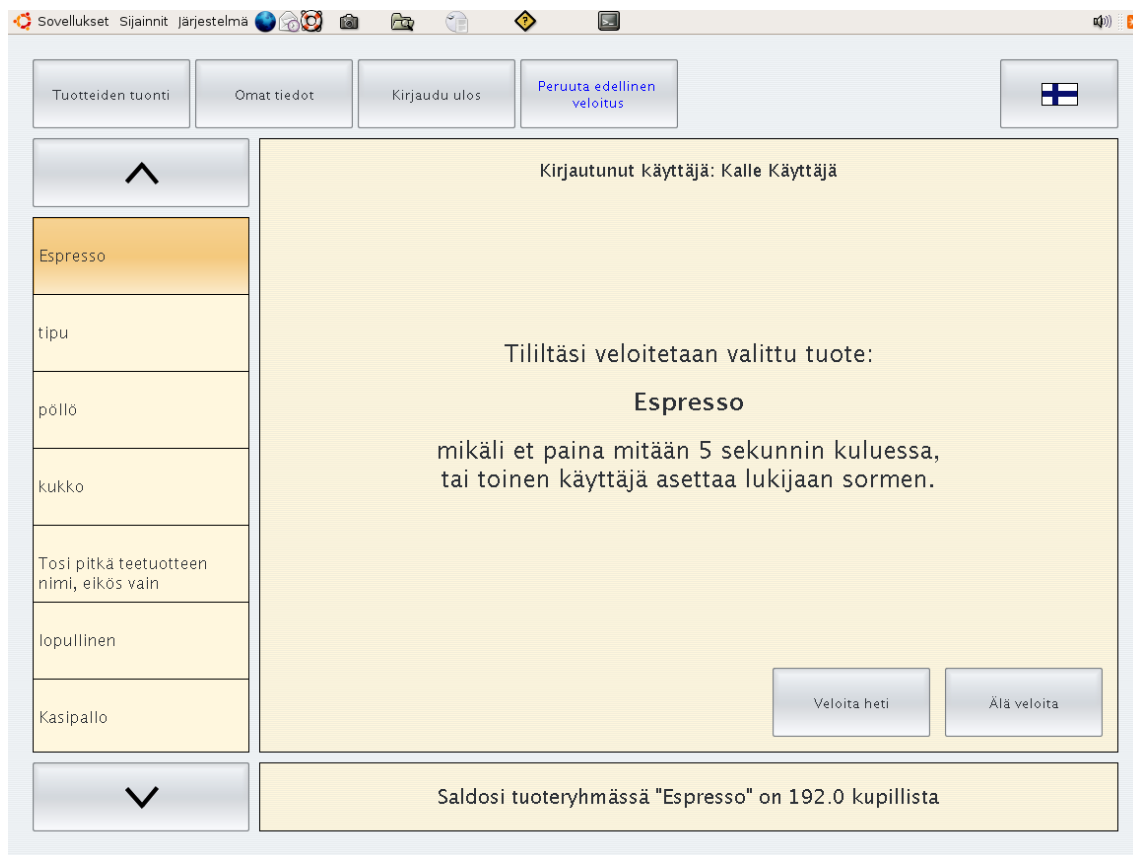 Sovellukset Sijainnit Järjestelmä
Tuotteiden tuonti
Omat tiedot
Kirjaudu ulos
Peruuta edellinen
veloitus
Kirjautunut käyttäjä: Kalle Käyttäjä
Espresso
tipu
pöllö
kukko
Tosi pitkä teetuotteen
nimi, eikös vain
lopullinen
Kasipallo
Tililtäsi veloitetaan valittu tuote:
Espresso
mikäli et paina mitään 5 sekunnin kuluessa,
tai toinen käyttäjä asettaa lukijaan sormen.
Veloita heti
Älä veloita
Saldosi tuoteryhmässä "Espresso" on 192.0 kupillista